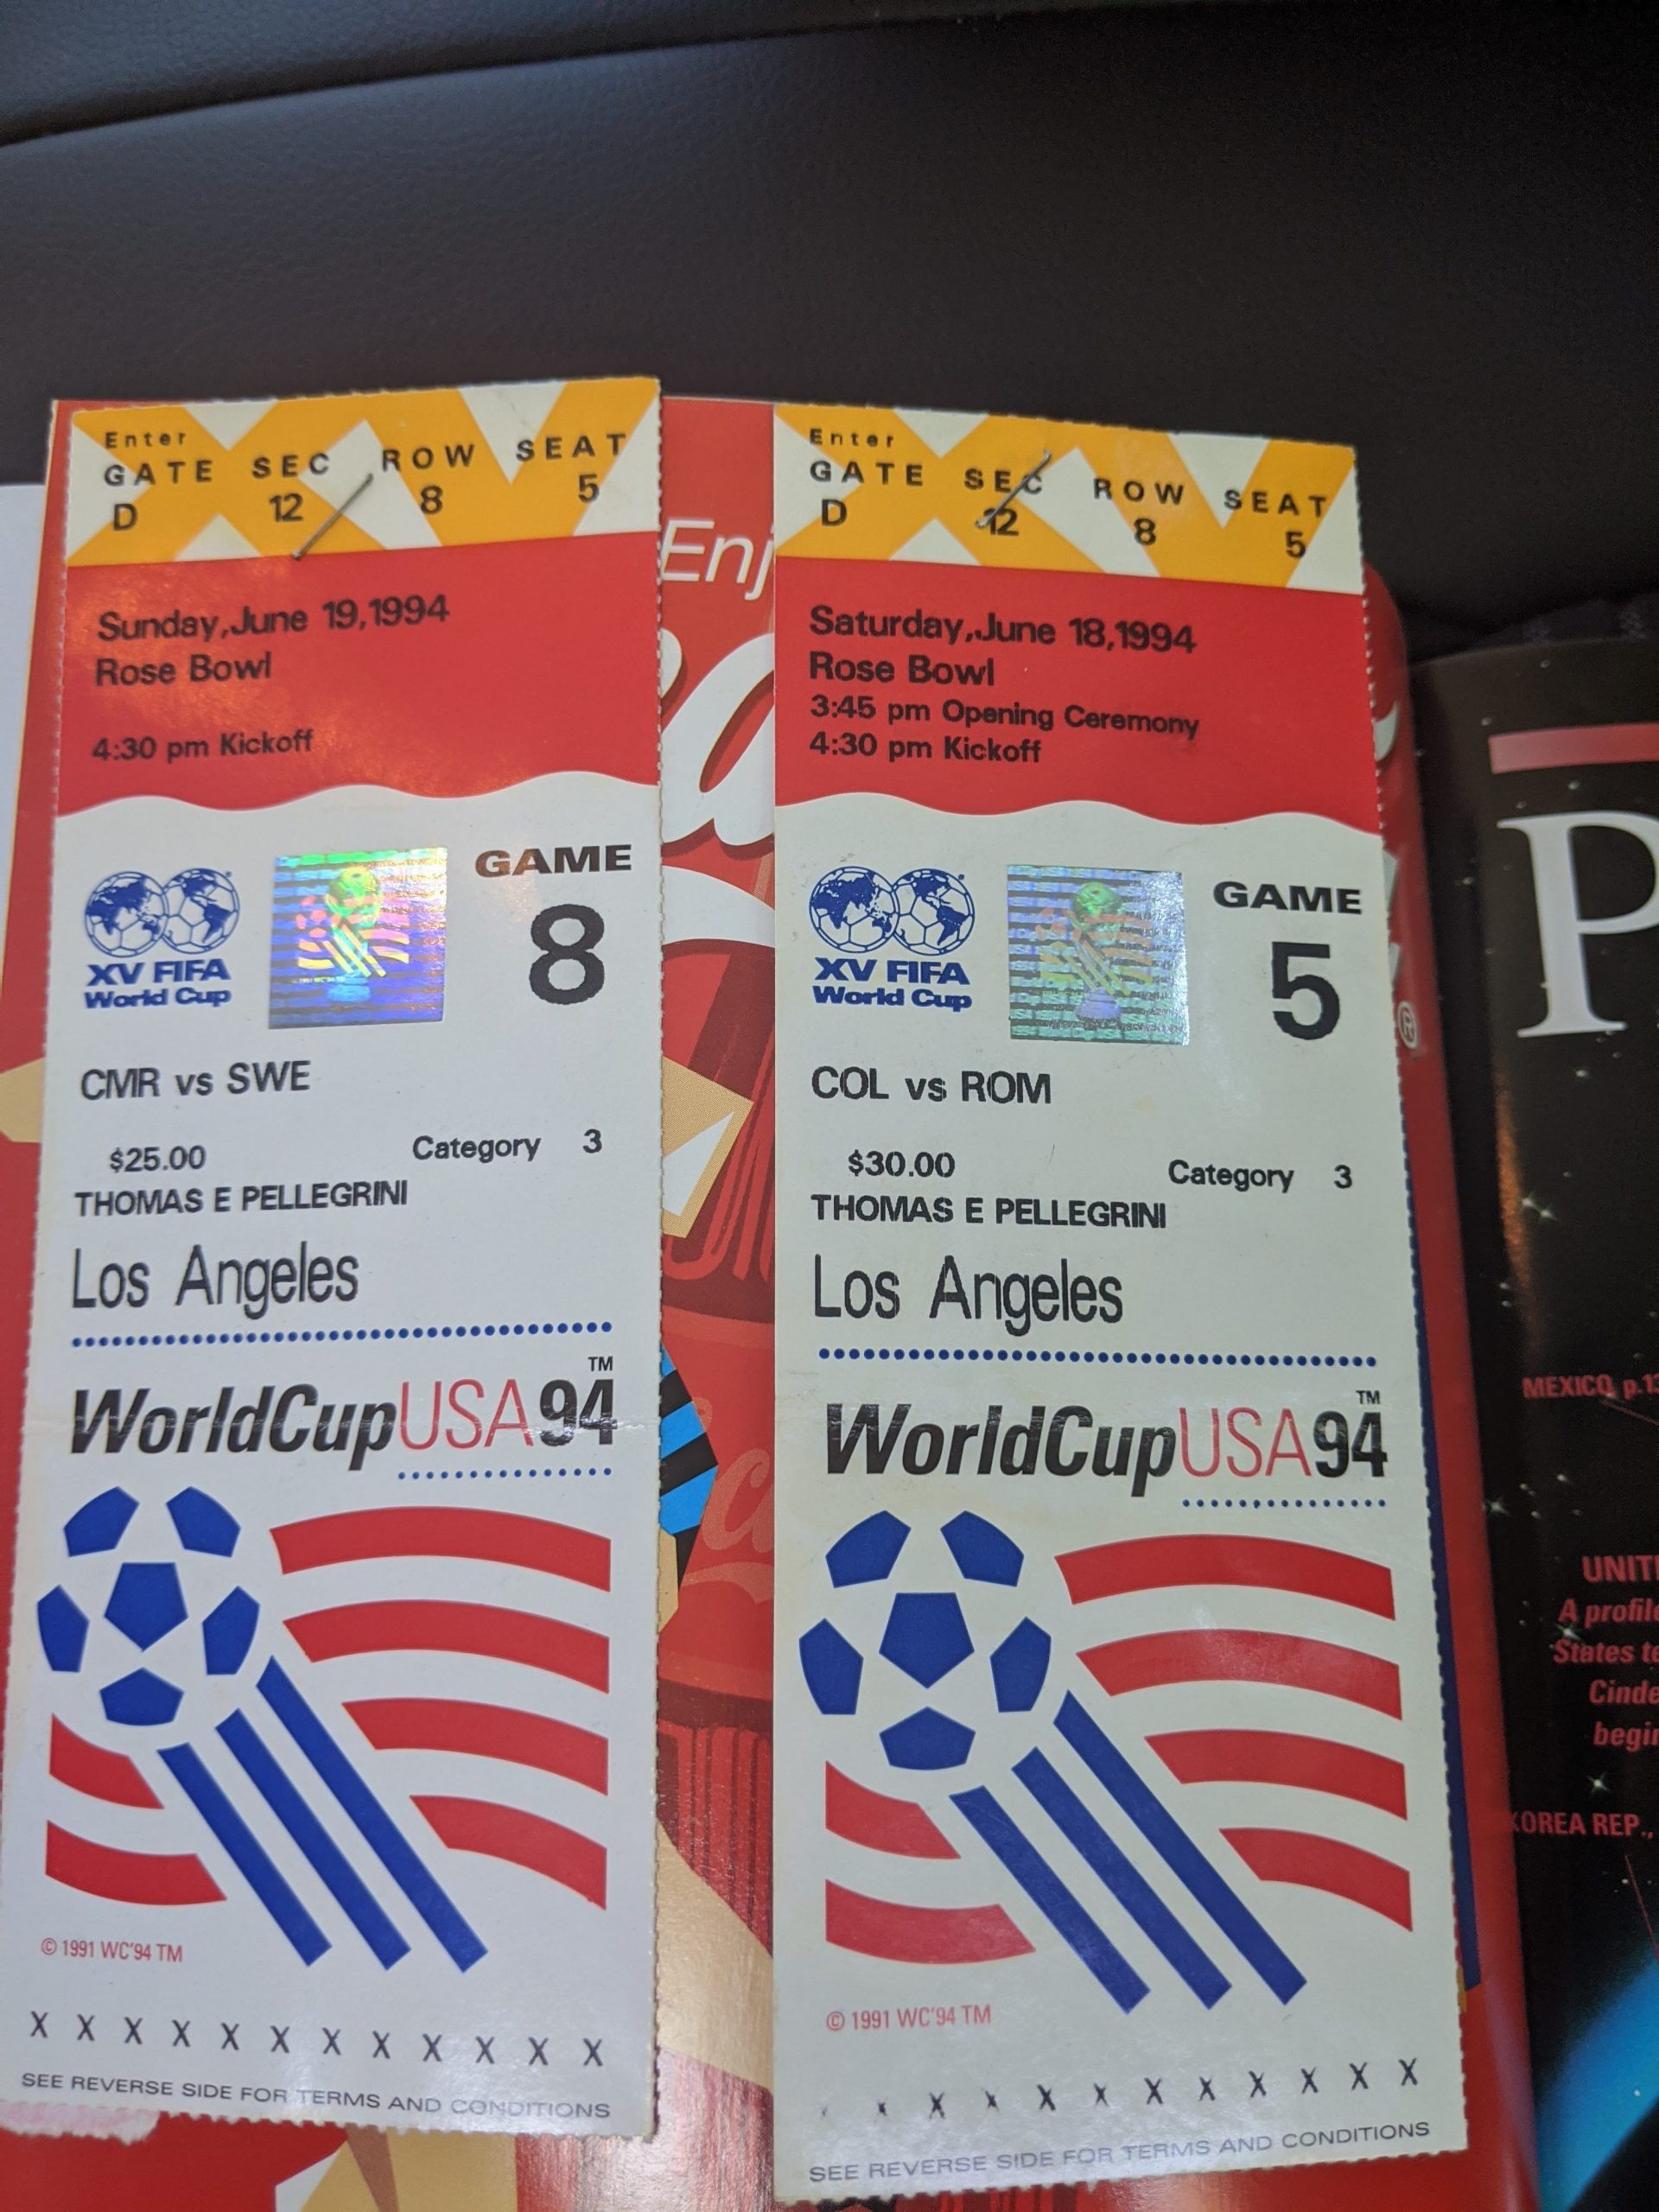 Enter
GATE SEC ROW SEAT
D 12 8 5
Sunday,June 19,1994
Rose Bowl
4:30 pm Kickoff
XV FIFA
World Cup
GAME
8
CMR vs SWE
$25.00 Category 3
THOMAS E PELLEGRINI
Los Angeles
WorldCupUSA94 TM
© 1991 WC'94 TM
X X X X X X X X X X X X
SEE REVERSE SIDE FOR TERMS AND CONDITIONS
Enj
Enter
GATE SEC ROW SEAT
D 12 8 5
Saturday,June 18,1994
Rose Bowl
3:45 pm Opening Ceremony
4:30 pm Kickoff
XV FIFA
World Cup
GAME
5
COL vs ROM
$30.00 Category 3
THOMAS E PELLEGRINI
Los Angeles
WorldCupUSA94 TM
© 1991 WC'94 TM
X X X X X X X X X X X X
SEE REVERSE SIDE FOR TERMS AND CONDITIONS
®
P
MEXICO, p.13
UNIT
A profil
States te
Cinde
begin
KOREA REP.,